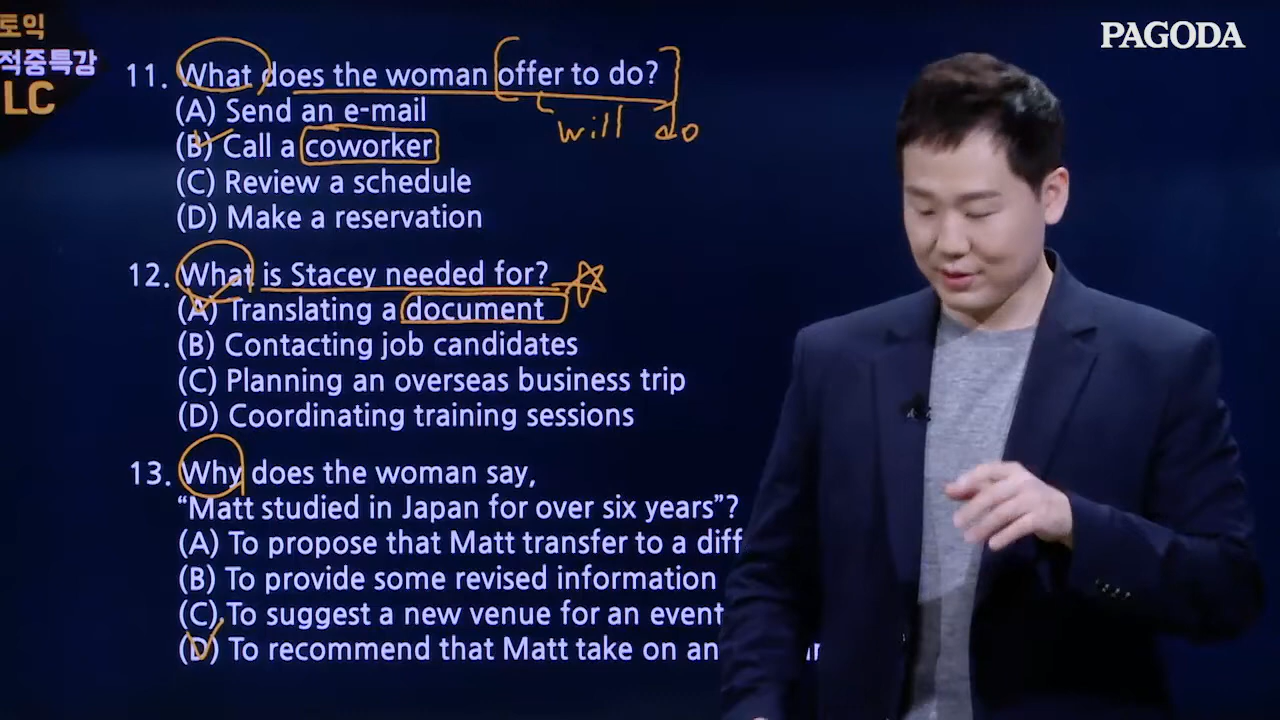 토익
적중특강
LC
PAGODA
11. What does the woman offer to do?
will do
(A) Send an e-mail
(B) Call a coworker
(C) Review a schedule
(D) Make a reservation
12. What is Stacey needed for?
(A) Translating a document
(B) Contacting job candidates
(C) Planning an overseas business trip
(D) Coordinating training sessions
13. Why does the woman say,
“Matt studied in Japan for over six years”?
(A) To propose that Matt transfer to a diff
(B) To provide some revised information
(C) To suggest a new venue for an event
(D) To recommend that Matt take on an